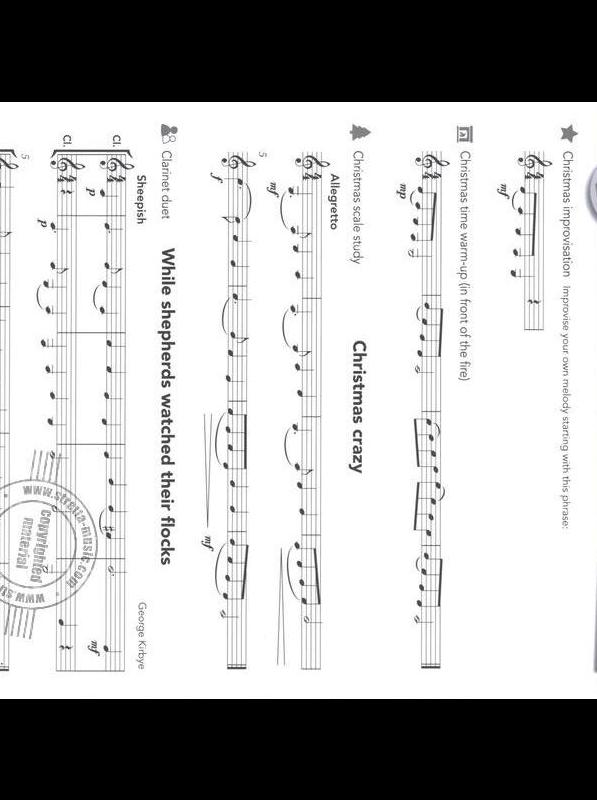 Christmas improvisation Improvise your own melody starting with this phrase:
mf
Christmas time warm-up (in front of the fire)
mp
Christmas scale study
Christmas crazy
Allegretto
mf
5
f
mf
Clarinet duet
While shepherds watched their flocks
Sheepish
George Kirbye
Cl.
p
mf
Cl.
p
5
www.stretta-music.com
Copyrighted
material